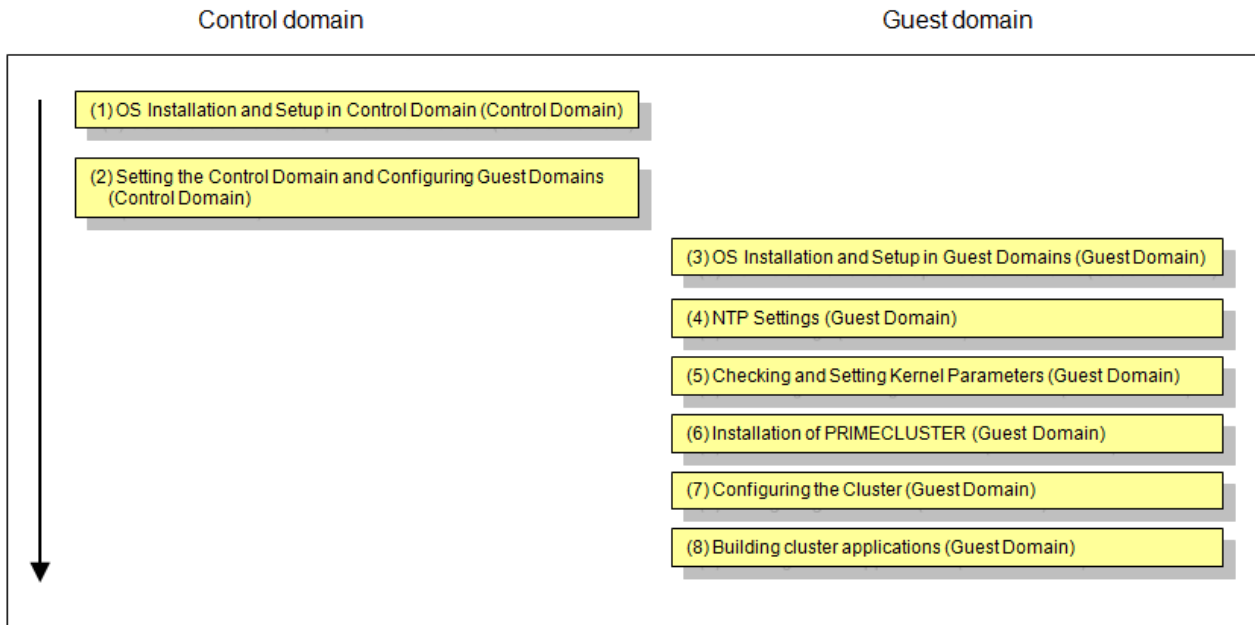 Control domain
Guest domain
(1) OS Installation and Setup in Control Domain (Control Domain)
(2) Setting the Control Domain and Configuring Guest Domains
(Control Domain)
(3) OS Installation and Setup in Guest Domains (Guest Domain)
(4) NTP Settings (Guest Domain)
(5) Checking and Setting Kernel Parameters (Guest Domain)
(6) Installation of PRIMECLUSTER (Guest Domain)
(7) Configuring the Cluster (Guest Domain)
(8) Building cluster applications (Guest Domain)